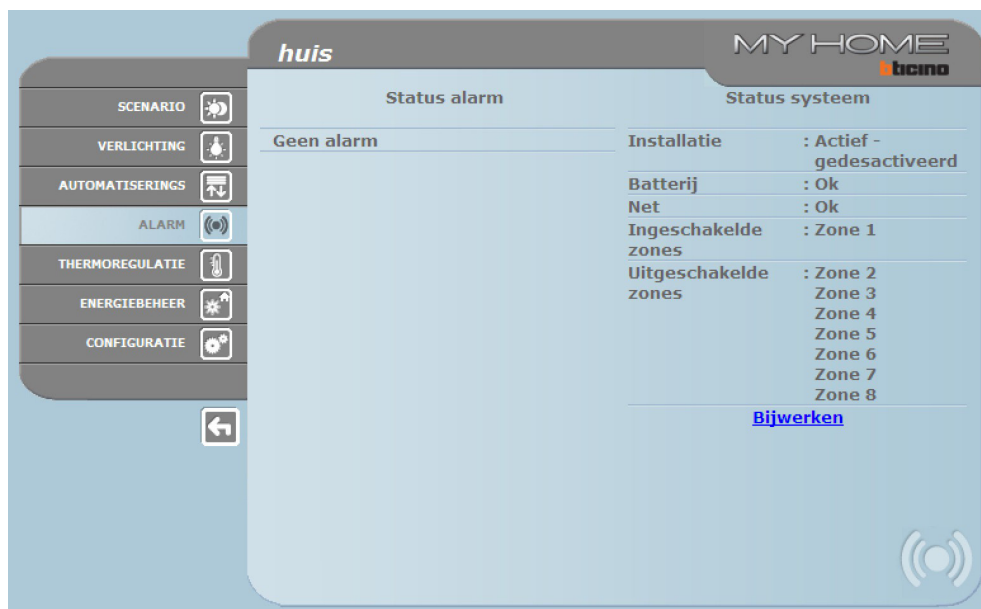 huis
MY HOME
bticino
SCENARIO
VERLICHTING
AUTOMATISERINGS
ALARM
THERMOREGULATIE
ENERGIEBEHEER
CONFIGURATIE
Status alarm
Geen alarm
Status systeem
Installatie : Actief -
gedesactiveerd
Batterij : Ok
Net : Ok
Ingeschakelde : Zone 1
zones
Uitgeschakelde : Zone 2
zones Zone 3
Zone 4
Zone 5
Zone 6
Zone 7
Zone 8
Bijwerken